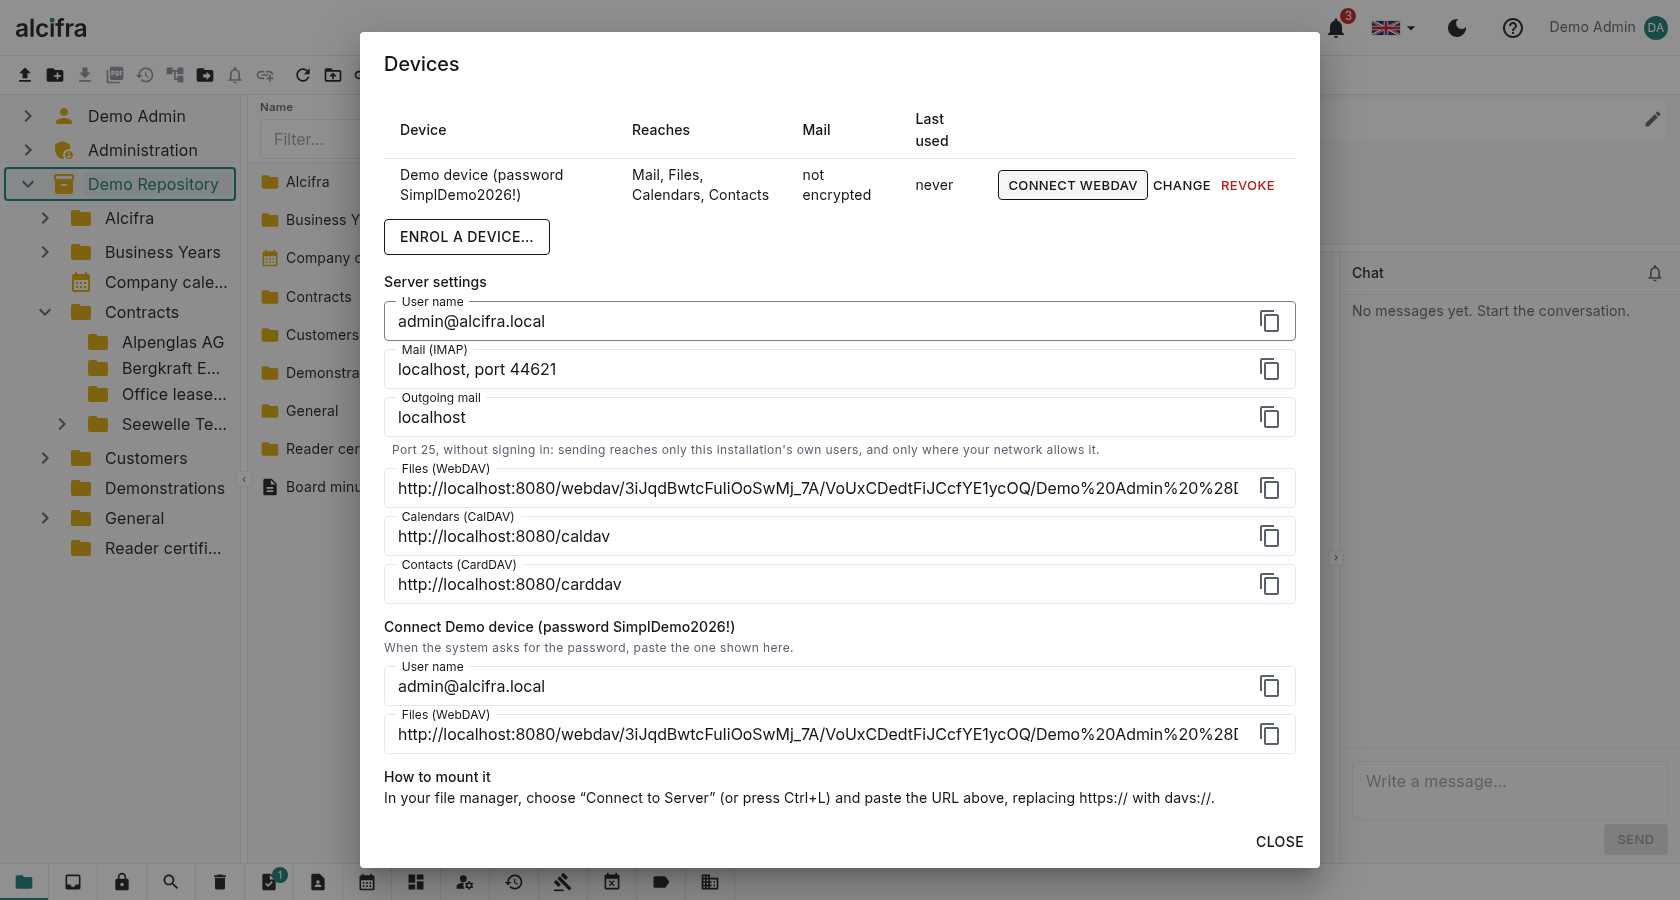 alcifra
3
Demo Admin
DA
Devices
Demo Admin
Administration
Demo Repository
Alcifra
Business Years
Company cale...
Contracts
Alpenglas AG
Bergkraft E...
Office lease...
Seewelle Te...
Customers
Demonstrations
General
Reader certifi...
Name
Filter...
Alcifra
Business Y
Company c
Contracts
Customers
Demonstra
General
Reader cer
Board minu
Device
Reaches
Mail
Last used
Demo device (password SimplDemo2026!)
Mail, Files, Calendars, Contacts
not encrypted
never
CONNECT WEBDAV
CHANGE
REVOKE
ENROL A DEVICE...
Server settings
User name
admin@alcifra.local
Mail (IMAP)
localhost, port 44621
Outgoing mail
localhost
Port 25, without signing in: sending reaches only this installation's own users, and only where your network allows it.
Files (WebDAV)
http://localhost:8080/webdav/3iJqdBwtcFuliOoSwMj_7A/VoUxCDedtFiJCcfYE1ycOQ/Demo%20Admin%20%28D
Calendars (CalDAV)
http://localhost:8080/caldav
Contacts (CardDAV)
http://localhost:8080/carddav
Connect Demo device (password SimplDemo2026!)
When the system asks for the password, paste the one shown here.
User name
admin@alcifra.local
Files (WebDAV)
http://localhost:8080/webdav/3iJqdBwtcFuliOoSwMj_7A/VoUxCDedtFiJCcfYE1ycOQ/Demo%20Admin%20%28D
How to mount it
In your file manager, choose “Connect to Server” (or press Ctrl+L) and paste the URL above, replacing https:// with davs://.
CLOSE
Chat
No messages yet. Start the conversation.
Write a message...
SEND
1